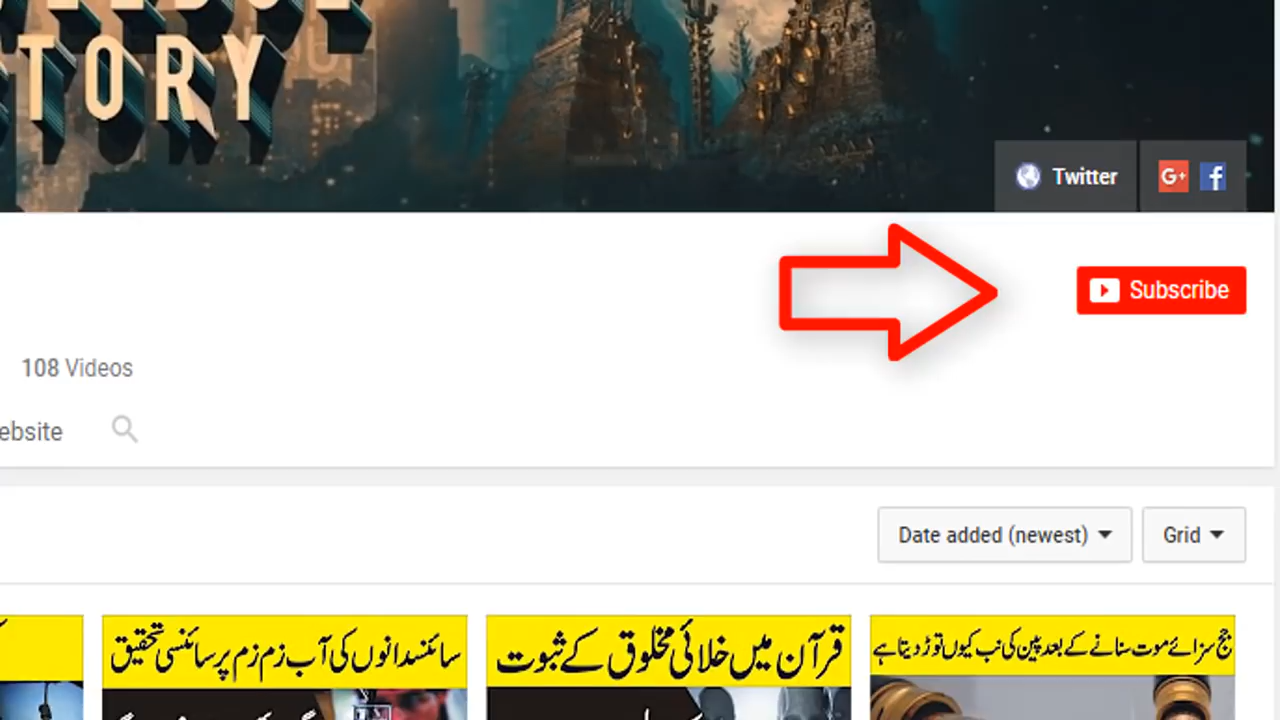 TORY
Twitter
G+ f
Subscribe
108 Videos
ebsite
Date added (newest)
Grid
سائنسدانوں کی آب زم زم پر سائنسی تحقیق
قرآن میں خلائی مخلوق کے ثبوت
جج سزائے موت سنانے کے بعد پین کی نب کیوں توڑ دیتا ہے